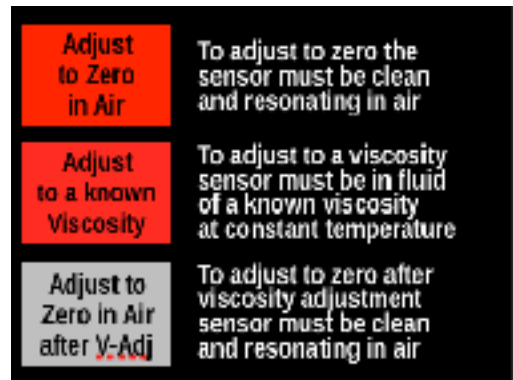 Adjust
to Zero
in Air
To adjust to zero the
sensor must be clean
and resonating in air
Adjust
to a known
Viscosity
To adjust to a viscosity
sensor must be in fluid
of a known viscosity
at constant temperature
Adjust to
Zero in Air
after V-Adj
To adjust to zero after
viscosity adjustment
sensor must be clean
and resonating in air